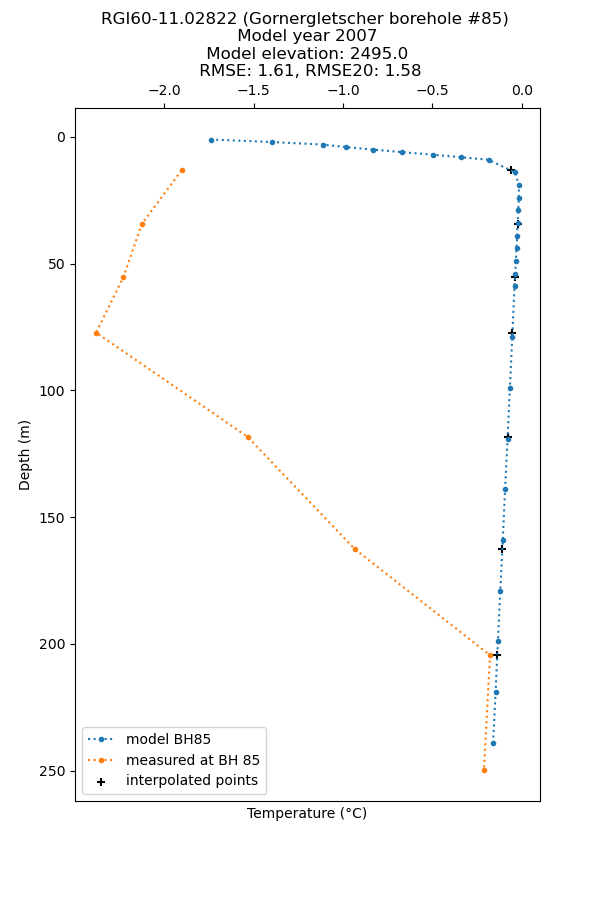 RGI60-11.02822 (Gornergletscher borehole #85)
Model year 2007
Model elevation: 2495.0
RMSE: 1.61, RMSE20: 1.58
−2.0 −1.5 −1.0 −0.5 0.0
0
50
100
150
200
250
Depth (m)
model BH85
measured at BH 85
interpolated points
Temperature (°C)